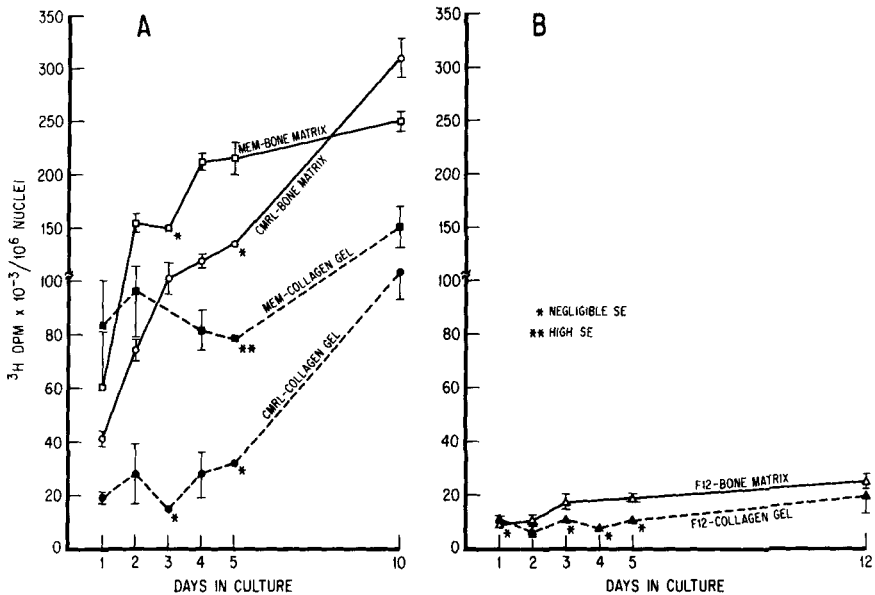 A
B
350
300
250
200
150
100
80
60
40
20
0
³H DPM x 10⁻³/10⁶ NUCLEI
MEM-BONE MATRIX
CMRL-BONE MATRIX
MEM-COLLAGEN GEL
CMRL-COLLAGEN GEL
*
*
**
*
*
1 2 3 4 5 10
DAYS IN CULTURE
350
300
250
200
150
100
80
60
40
20
0
* NEGLIGIBLE SE
** HIGH SE
F12-BONE MATRIX
F12-COLLAGEN GEL
*
*
*
*
1 2 3 4 5 12
DAYS IN CULTURE